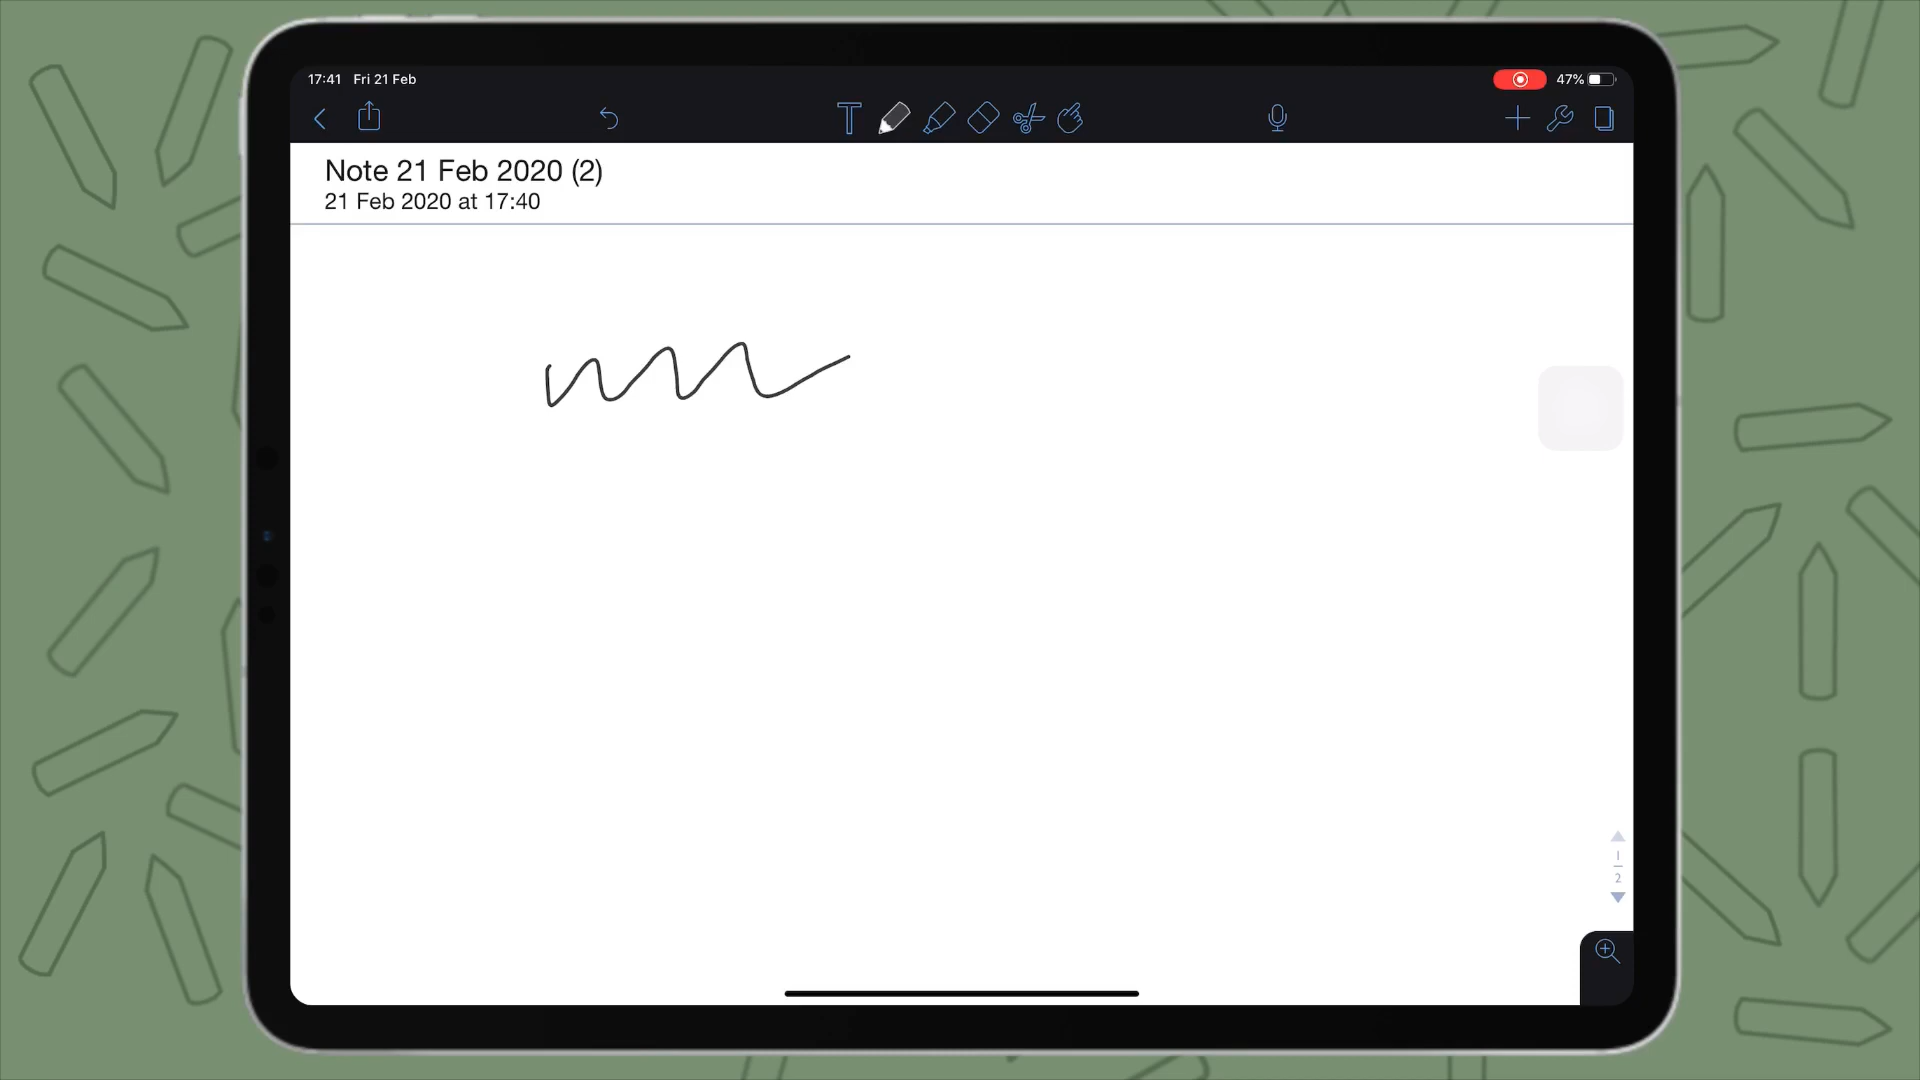 17:41 Fri 21 Feb 47%
Note 21 Feb 2020 (2)
21 Feb 2020 at 17:40
1
2